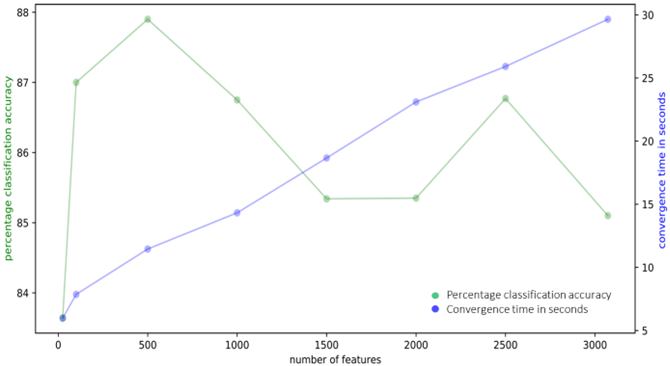 88
87
86
85
84
percentage classification accuracy
30
25
20
15
10
5
convergence time in seconds
Percentage classification accuracy
Convergence time in seconds
0 500 1000 1500 2000 2500 3000
number of features